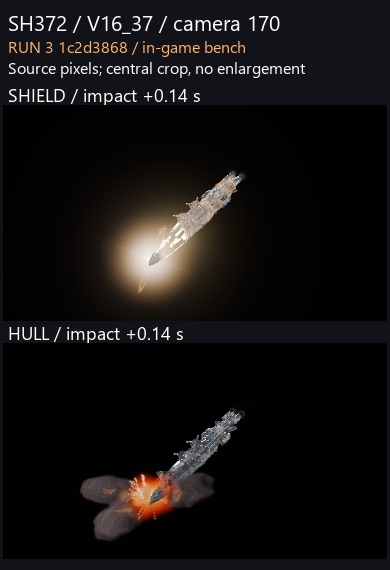 SH372 / V16_37 / camera 170
RUN 3 1c2d3868 / in-game bench
Source pixels; central crop, no enlargement
SHIELD / impact +0.14 s
HULL / impact +0.14 s